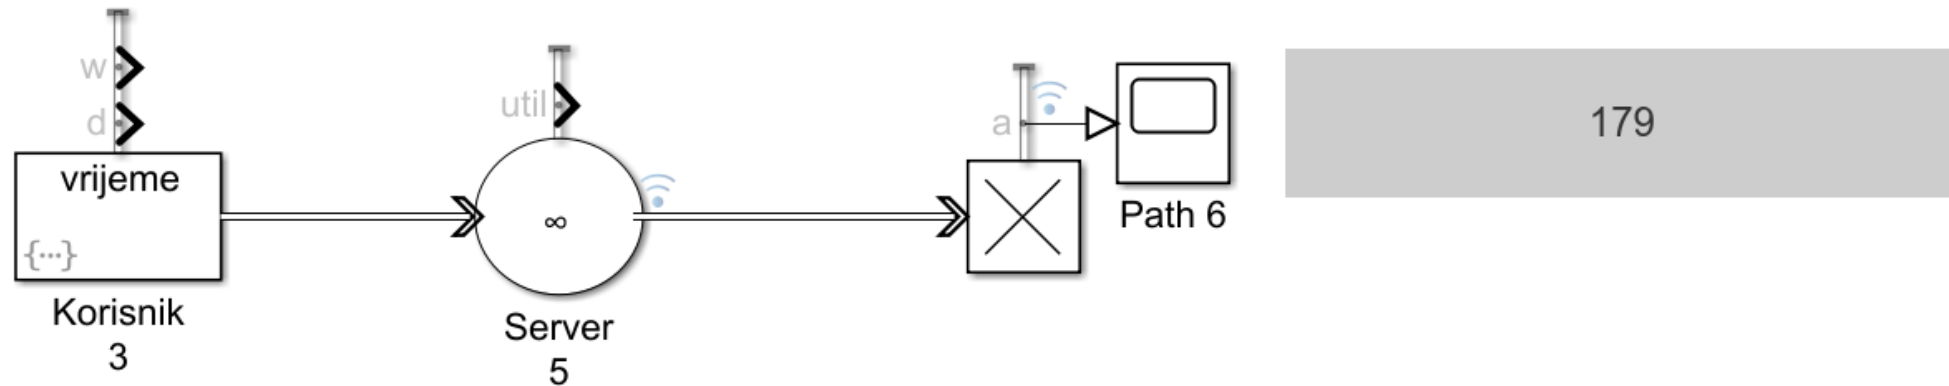 w
d
vrijeme
{...}
Korisnik
3
util
∞
Server
5
a
Path 6
179